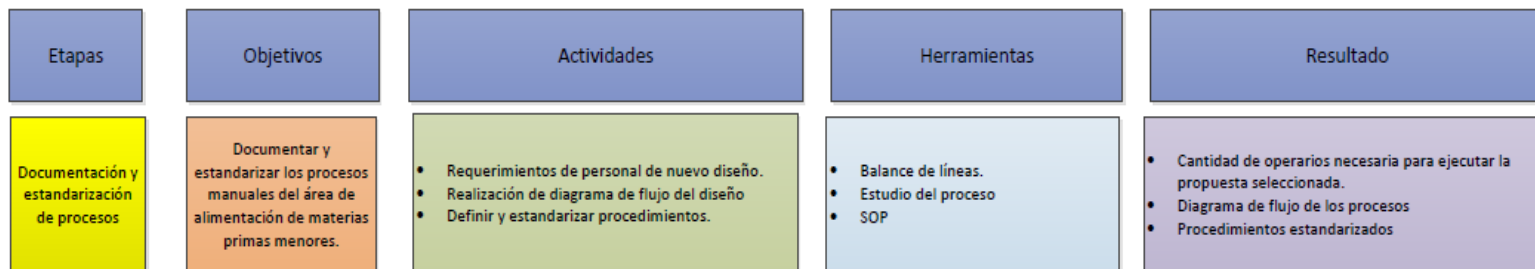 Etapas
Objetivos
Actividades
Herramientas
Resultado
Documentación y
estandarización
de procesos
Documentar y
estandarizar los procesos
manuales del área de
alimentación de materias
primas menores.
• Requerimientos de personal de nuevo diseño.
• Realización de diagrama de flujo del diseño
• Definir y estandarizar procedimientos.
• Balance de líneas.
• Estudio del proceso
• SOP
• Cantidad de operarios necesaria para ejecutar la
propuesta seleccionada.
• Diagrama de flujo de los procesos
• Procedimientos estandarizados